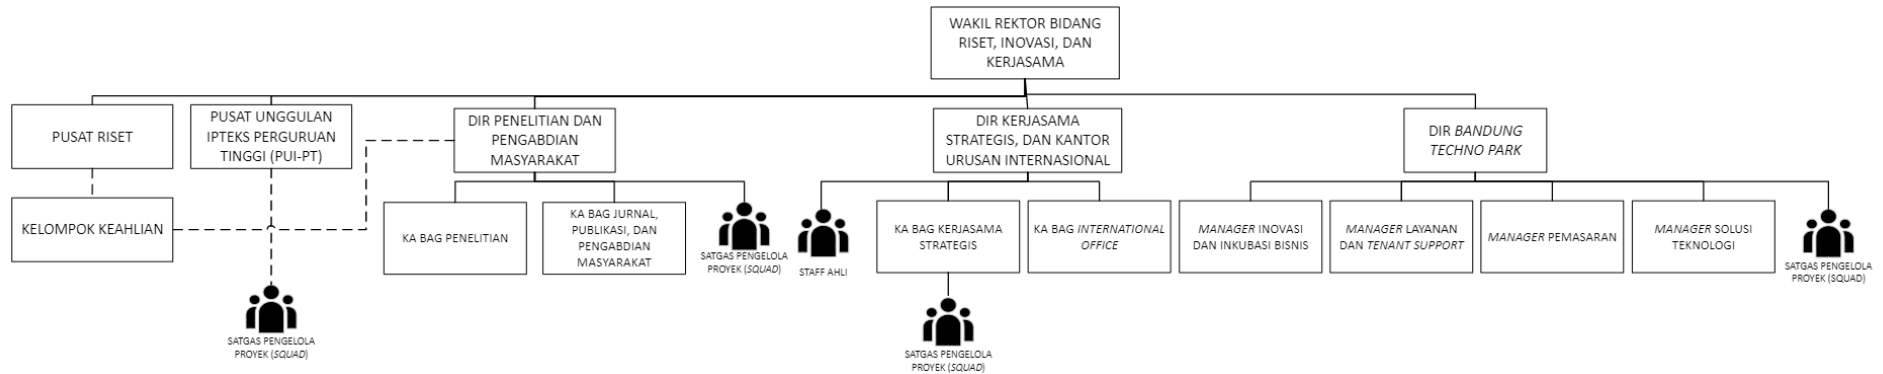 WAKIL REKTOR BIDANG
RISET, INOVASI, DAN
KERJASAMA
PUSAT RISET
PUSAT UNGGULAN
IPTEKS PERGURUAN
TINGGI (PUI-PT)
DIR PENELITIAN DAN
PENGABDIAN
MASYARAKAT
DIR KERJASAMA
STRATEGIS, DAN KANTOR
URUSAN INTERNASIONAL
DIR BANDUNG
TECHNO PARK
KELOMPOK KEAHLIAN
KA BAG PENELITIAN
KA BAG JURNAL,
PUBLIKASI, DAN
PENGABDIAN
MASYARAKAT
SATGAS PENGELOLA
PROYEK (SQUAD)
STAFF AHLI
KA BAG KERJASAMA
STRATEGIS
KA BAG INTERNATIONAL
OFFICE
MANAGER INOVASI
DAN INKUBASI BISNIS
MANAGER LAYANAN
DAN TENANT SUPPORT
MANAGER PEMASARAN
MANAGER SOLUSI
TEKNOLOGI
SATGAS PENGELOLA
PROYEK (SQUAD)
SATGAS PENGELOLA
PROYEK (SQUAD)
SATGAS PENGELOLA
PROYEK (SQUAD)